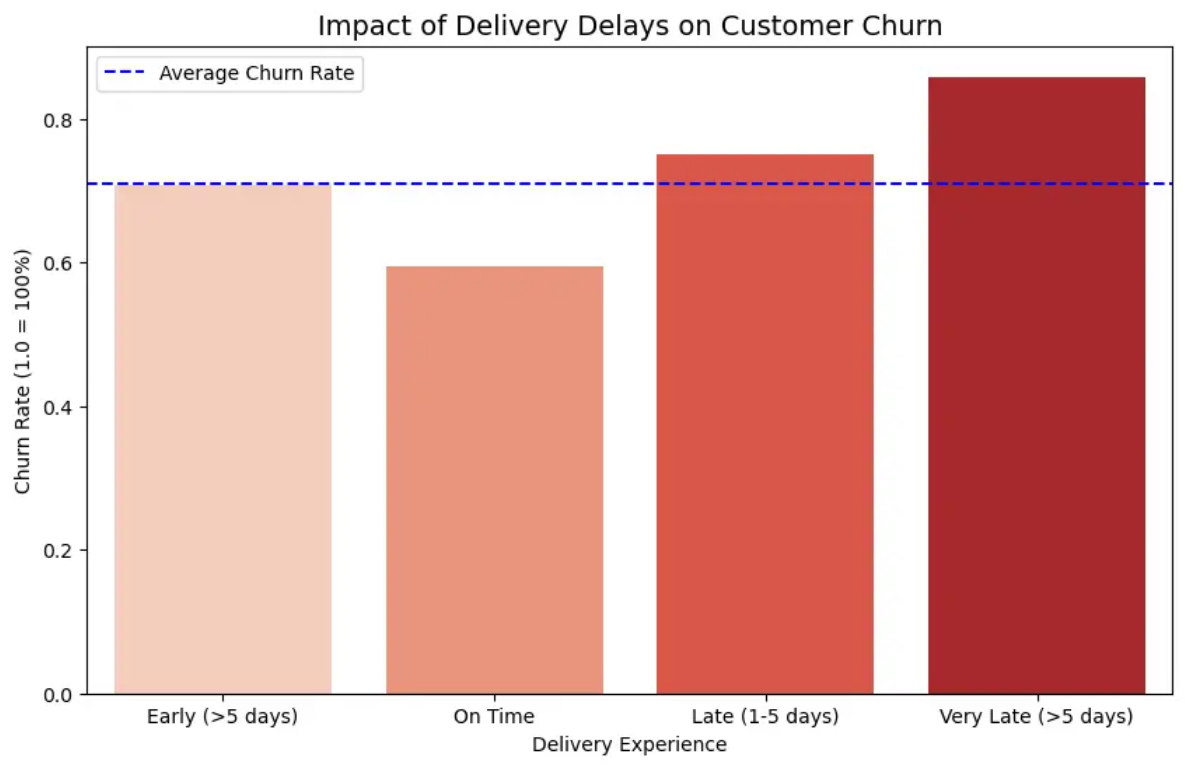 Impact of Delivery Delays on Customer Churn
Average Churn Rate
Churn Rate (1.0 = 100%)
0.8
0.6
0.4
0.2
0.0
Early (>5 days)
On Time
Late (1-5 days)
Very Late (>5 days)
Delivery Experience